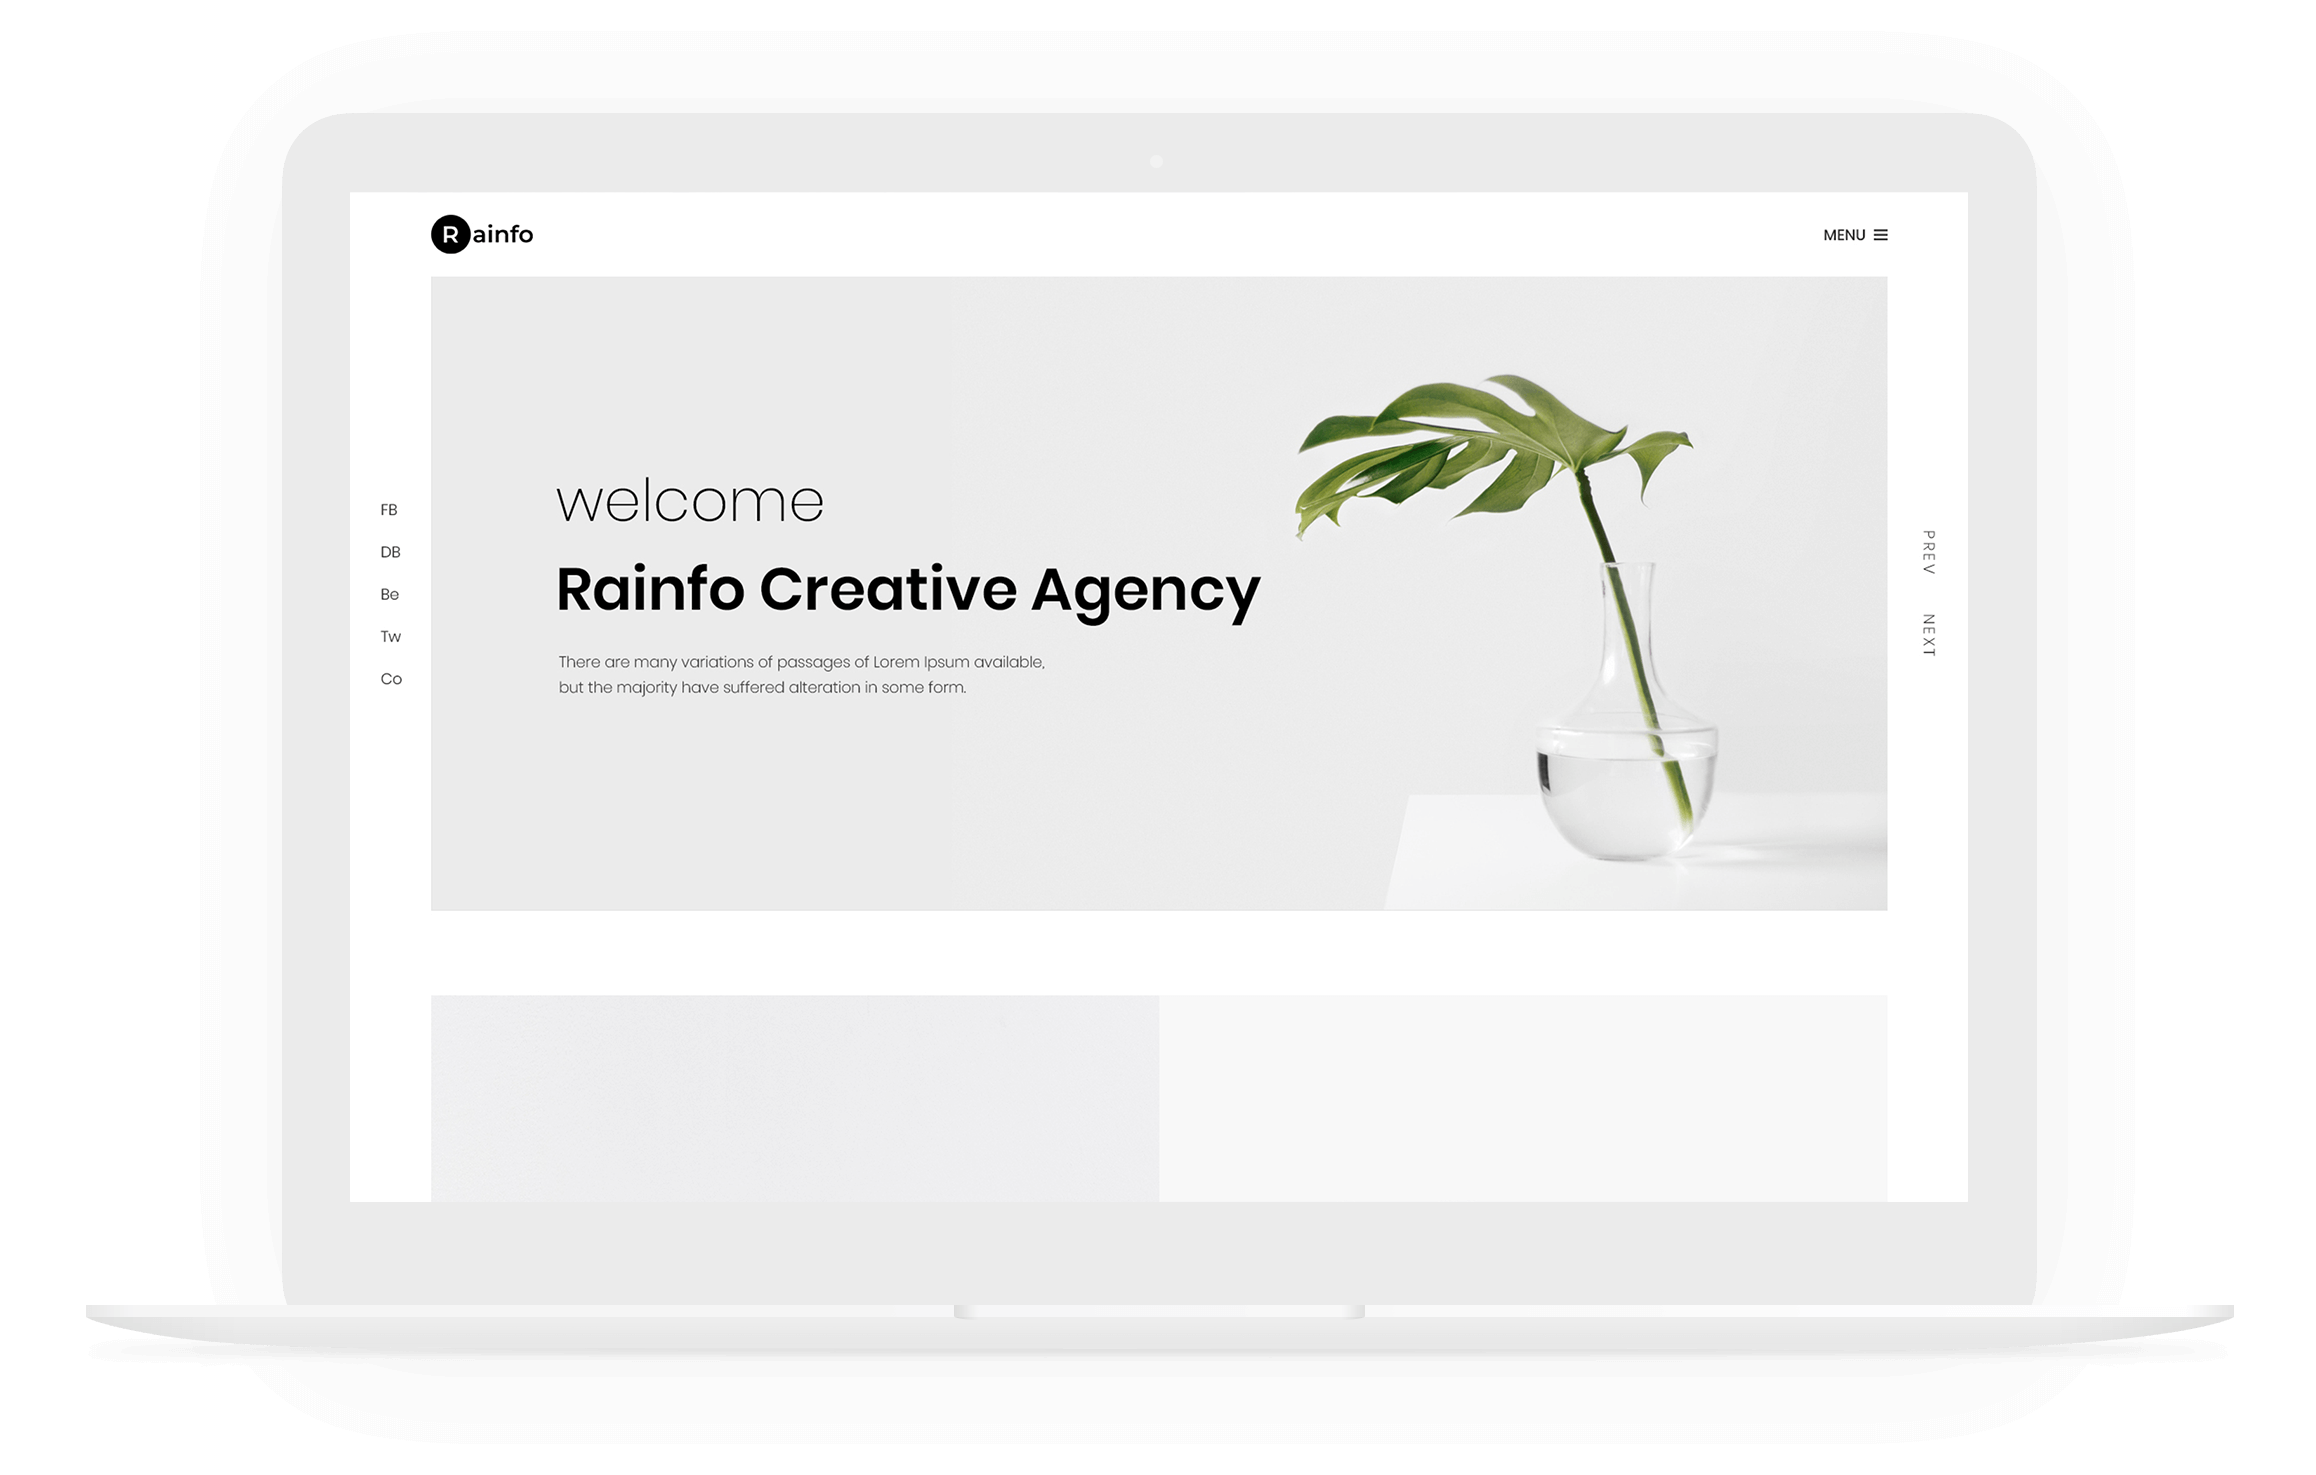 Rainfo
MENU
FB
DB
Be
Tw
Co
welcome
Rainfo Creative Agency
There are many variations of passages of Lorem Ipsum available,
but the majority have suffered alteration in some form.
PREV
NEXT